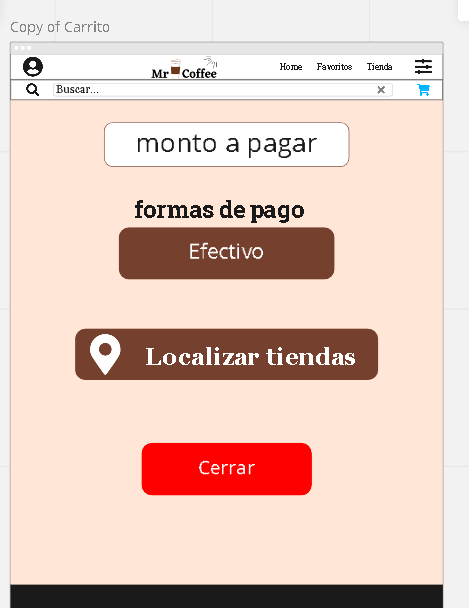 Copy of Carrito
Mr Coffee
Home Favoritos Tienda
Buscar...
monto a pagar
formas de pago
Efectivo
Localizar tiendas
Cerrar